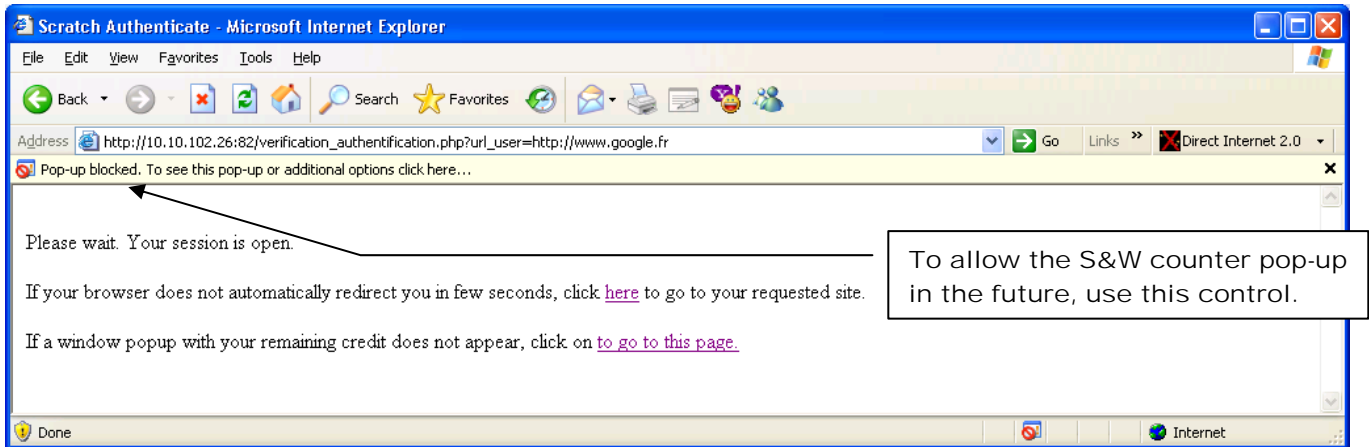 Scratch Authenticate - Microsoft Internet Explorer
File Edit View Favorites Tools Help
Back Search Favorites
Address http://10.10.102.26:82/verification_authentification.php?url_user=http://www.google.fr Go Links » Direct Internet 2.0
Pop-up blocked. To see this pop-up or additional options click here...
Please wait. Your session is open.
To allow the S&W counter pop-up
in the future, use this control.
If your browser does not automatically redirect you in few seconds, click here to go to your requested site.
If a window popup with your remaining credit does not appear, click on to go to this page.
Done Internet